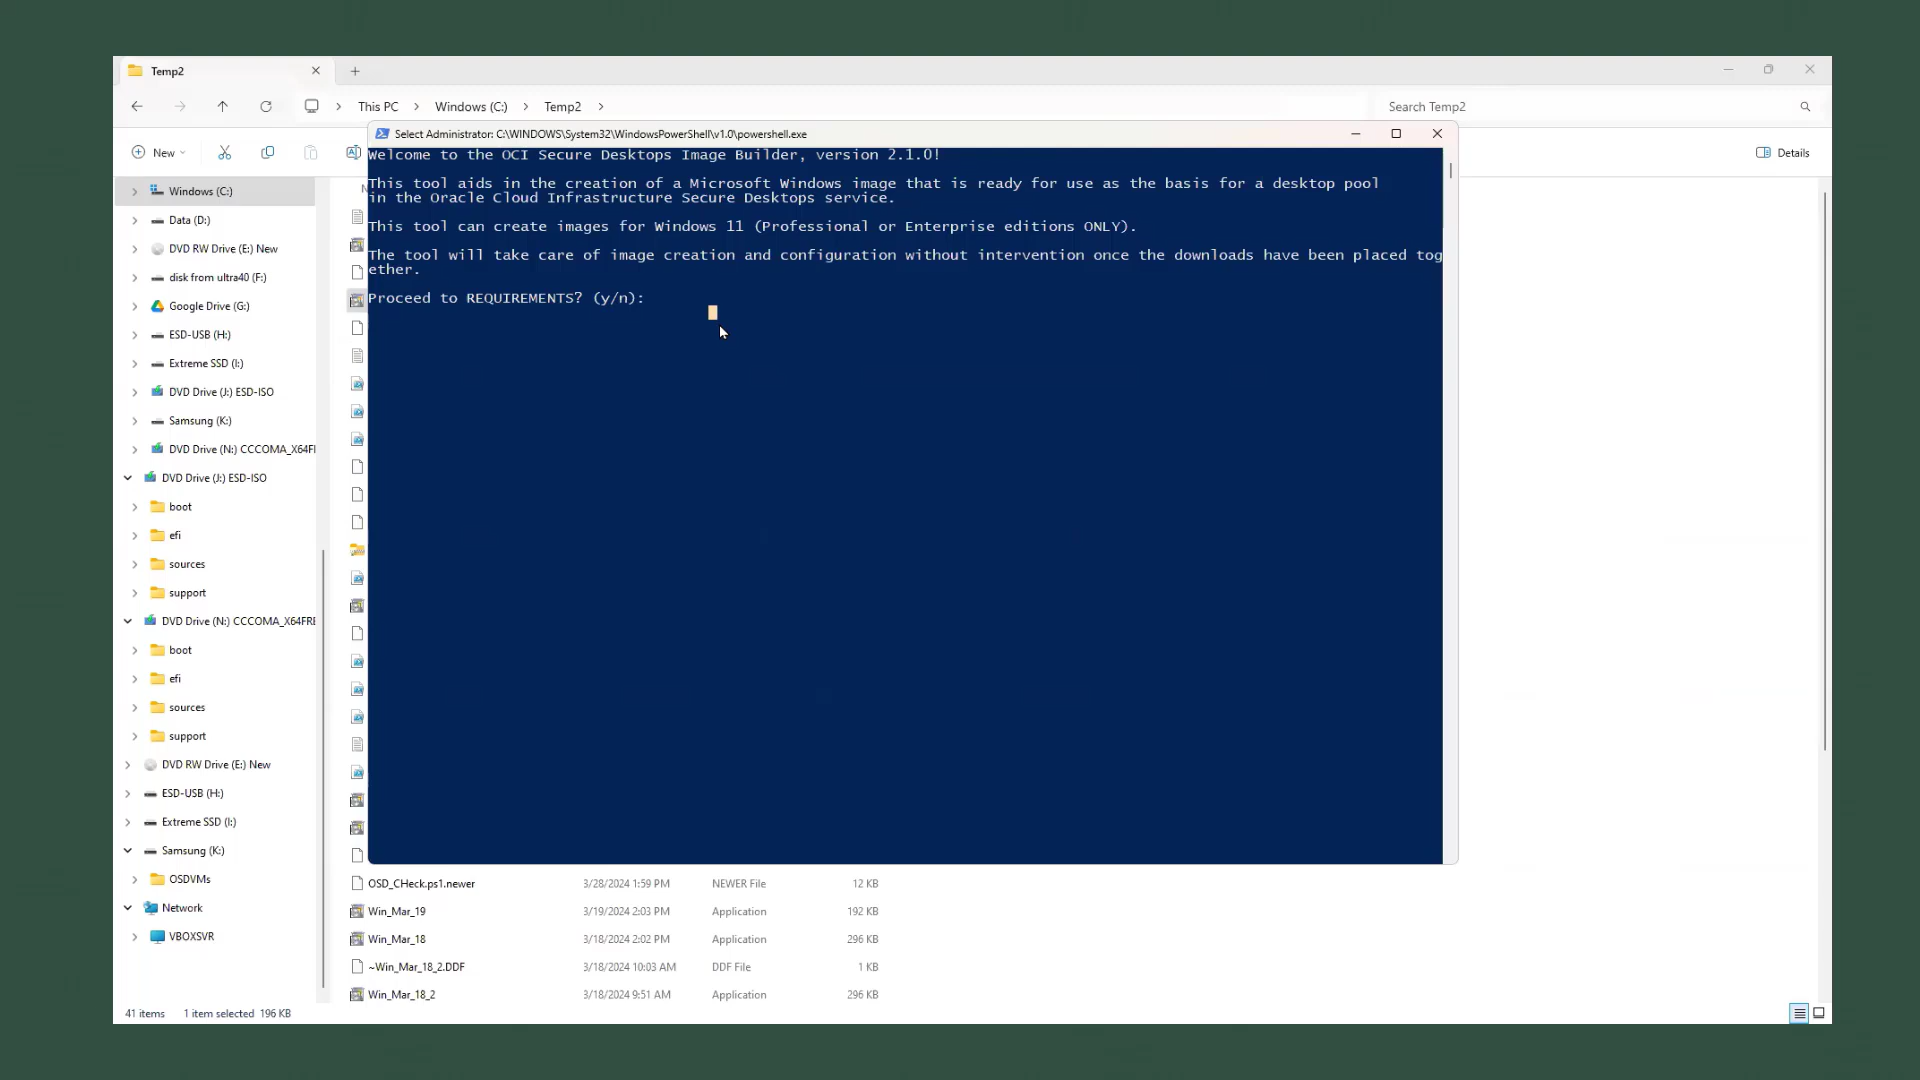 Temp2
This PC
Windows (C:)
Temp2
Search Temp2
New
Details
Select Administrator: C:\WINDOWS\System32\WindowsPowerShell\v1.0\powershell.exe
Welcome to the OCI Secure Desktops Image Builder, version 2.1.0!
This tool aids in the creation of a Microsoft Windows image that is ready for use as the basis for a desktop pool
in the Oracle Cloud Infrastructure Secure Desktops service.
This tool can create images for Windows 11 (Professional or Enterprise editions ONLY).
The tool will take care of image creation and configuration without intervention once the downloads have been placed tog
ether.
Proceed to REQUIREMENTS? (y/n):
Windows (C:)
Data (D:)
DVD RW Drive (E:) New
disk from ultra40 (F:)
Google Drive (G:)
ESD-USB (H:)
Extreme SSD (I:)
DVD Drive (J:) ESD-ISO
Samsung (K:)
DVD Drive (N:) CCCOMA_X64F
DVD Drive (J:) ESD-ISO
boot
efi
sources
support
DVD Drive (N:) CCCOMA_X64FRE
boot
efi
sources
support
DVD RW Drive (E:) New
ESD-USB (H:)
Extreme SSD (I:)
Samsung (K:)
OSDVMs
Network
VBOXSVR
OSD_CHeck.ps1.newer 3/28/2024 1:59 PM NEWER File 12 KB
Win_Mar_19 3/19/2024 2:03 PM Application 192 KB
Win_Mar_18 3/18/2024 2:02 PM Application 296 KB
~Win_Mar_18_2.DDF 3/18/2024 10:03 AM DDF File 1 KB
Win_Mar_18_2 3/18/2024 9:51 AM Application 296 KB
41 items 1 item selected 196 KB